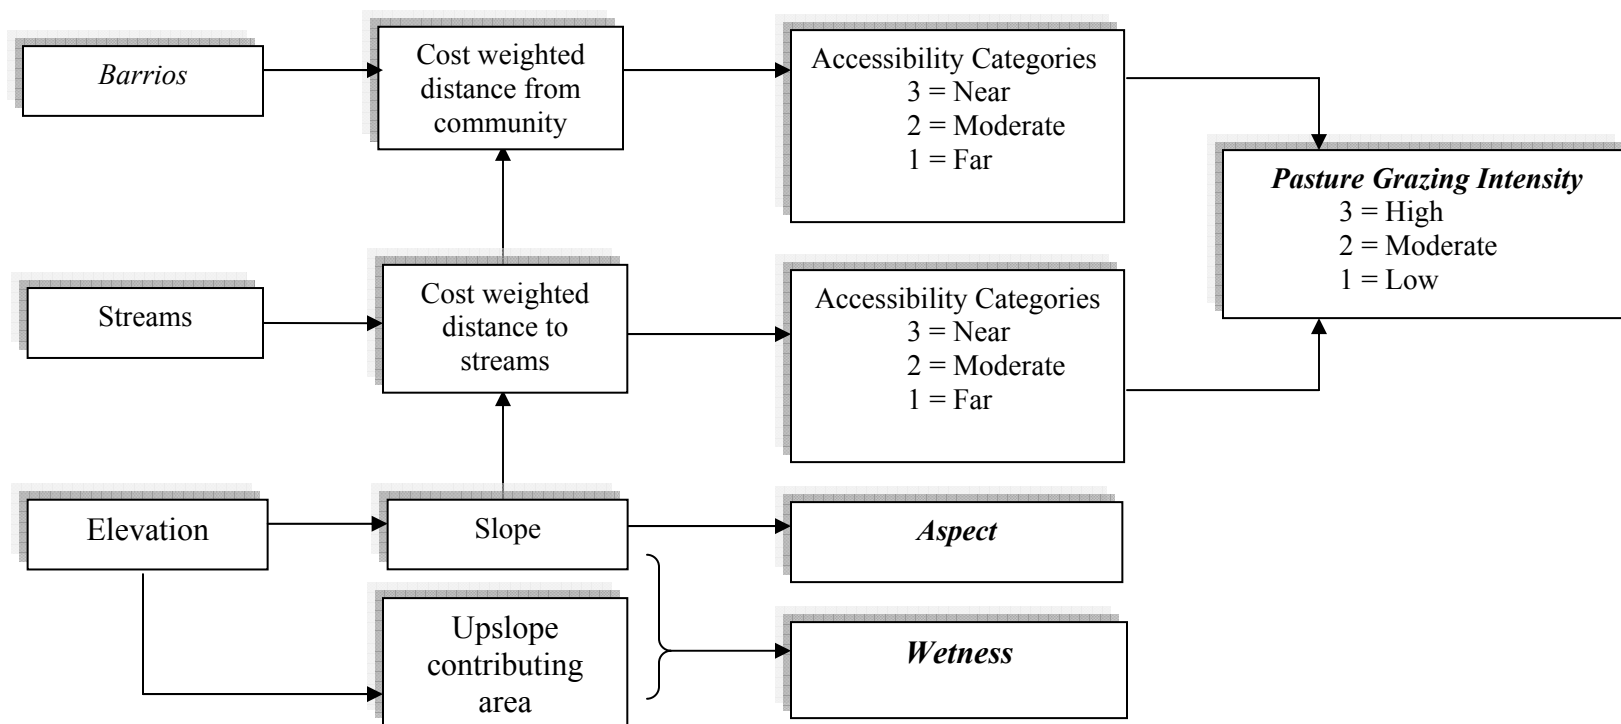 Barrios
Cost weighted
distance from
community
Accessibility Categories
3 = Near
2 = Moderate
1 = Far
Pasture Grazing Intensity
3 = High
2 = Moderate
1 = Low
Streams
Cost weighted
distance to
streams
Accessibility Categories
3 = Near
2 = Moderate
1 = Far
Elevation
Slope
Aspect
Upslope
contributing
area
Wetness